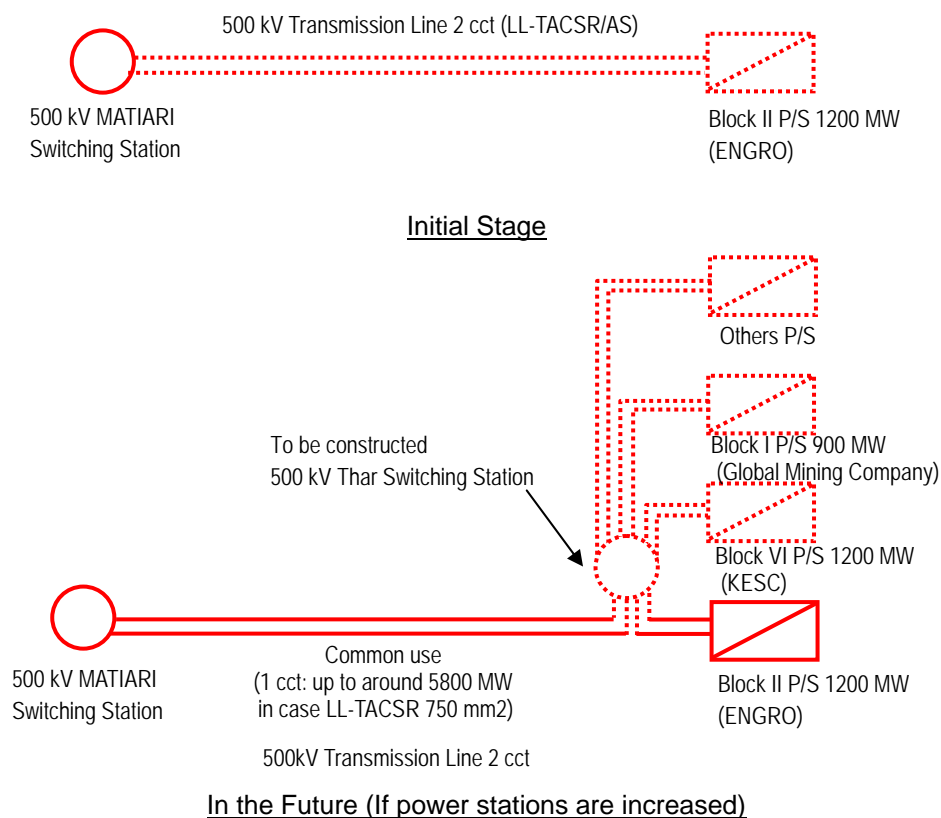 500 kV Transmission Line 2 cct (LL-TACSR/AS)
500 kV MATIARI
Switching Station
Block II P/S 1200 MW
(ENGRO)
Initial Stage
Others P/S
To be constructed
500 kV Thar Switching Station
Block I P/S 900 MW
(Global Mining Company)
Block VI P/S 1200 MW
(KESC)
500 kV MATIARI
Switching Station
Common use
(1 cct: up to around 5800 MW
in case LL-TACSR 750 mm2)
500kV Transmission Line 2 cct
Block II P/S 1200 MW
(ENGRO)
In the Future (If power stations are increased)